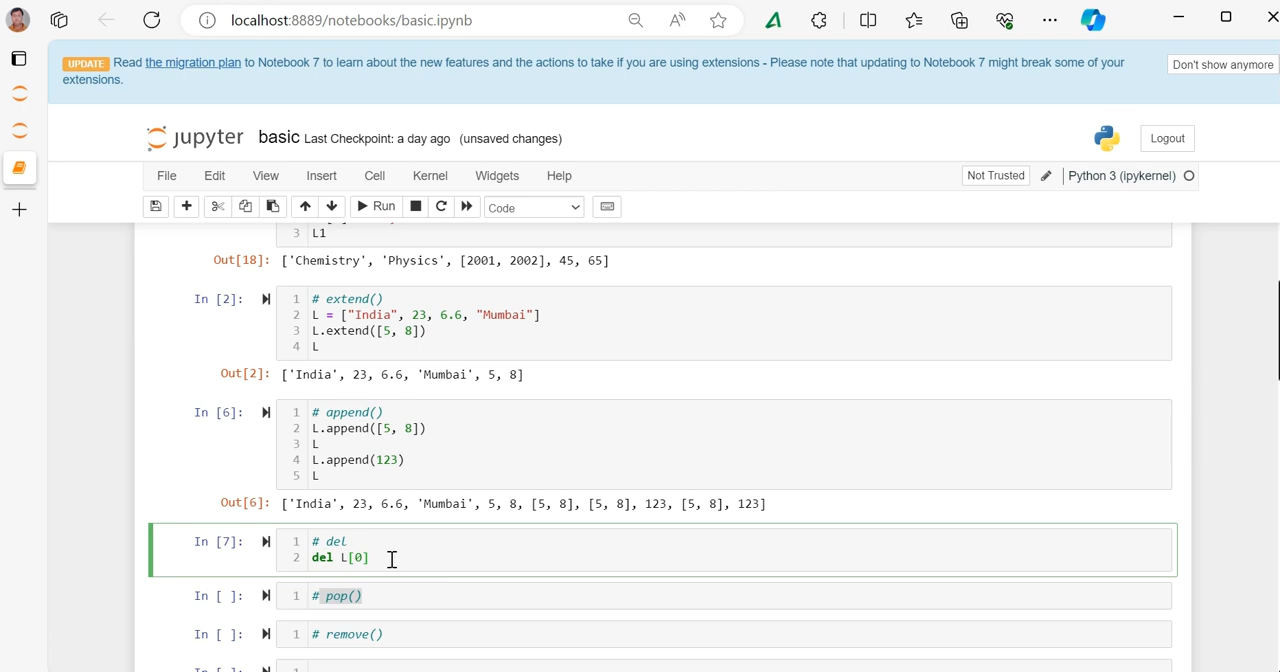 localhost:8889/notebooks/basic.ipynb
UPDATE Read the migration plan to Notebook 7 to learn about the new features and the actions to take if you are using extensions - Please note that updating to Notebook 7 might break some of your
extensions.
Don't show anymore
jupyter basic Last Checkpoint: a day ago (unsaved changes)
Logout
File Edit View Insert Cell Kernel Widgets Help
Not Trusted Python 3 (ipykernel)
Run Code
3 L1
Out[18]: ['Chemistry', 'Physics', [2001, 2002], 45, 65]
In [2]: 1 # extend()
2 L = ["India", 23, 6.6, "Mumbai"]
3 L.extend([5, 8])
4 L
Out[2]: ['India', 23, 6.6, 'Mumbai', 5, 8]
In [6]: 1 # append()
2 L.append([5, 8])
3 L
4 L.append(123)
5 L
Out[6]: ['India', 23, 6.6, 'Mumbai', 5, 8, [5, 8], [5, 8], 123, [5, 8], 123]
In [7]: 1 # del
2 del L[0]
In [ ]: 1 # pop()
In [ ]: 1 # remove()